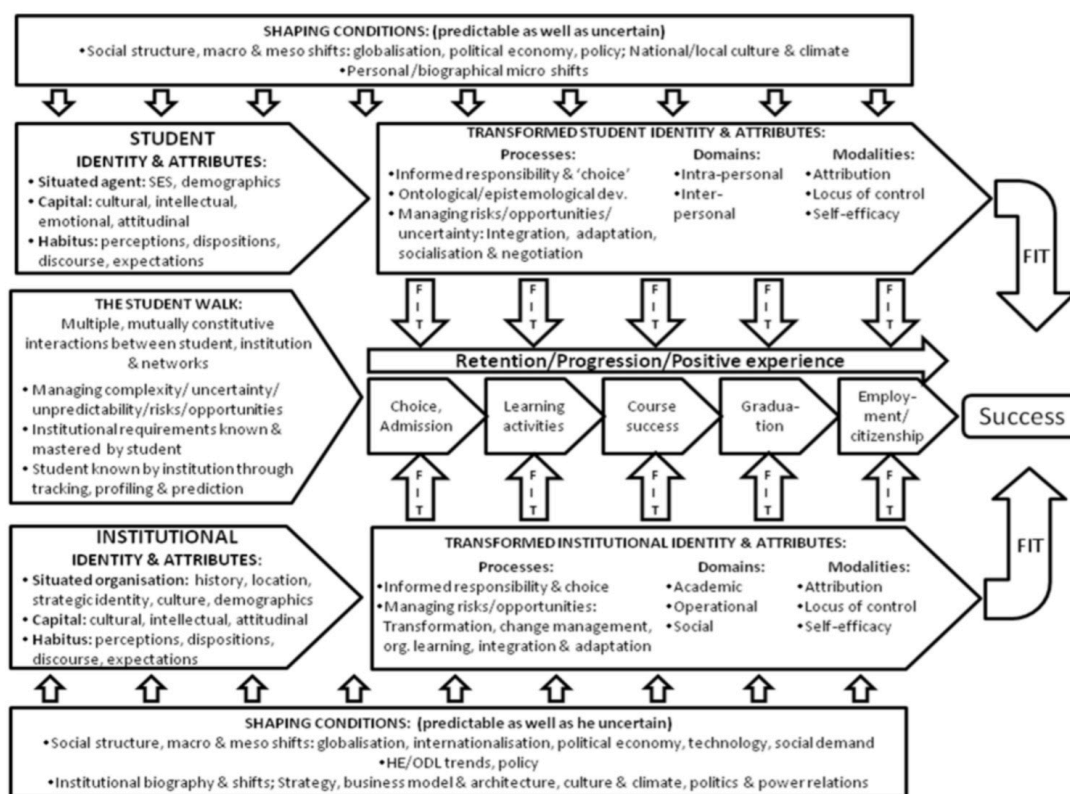 SHAPING CONDITIONS: (predictable as well as uncertain)
•Social structure, macro & meso shifts: globalisation, political economy, policy; National/local culture & climate
•Personal/biographical micro shifts
STUDENT
IDENTITY & ATTRIBUTES:
• Situated agent: SES, demographics
• Capital: cultural, intellectual,
emotional, attitudinal
• Habitus: perceptions, dispositions,
discourse, expectations
TRANSFORMED STUDENT IDENTITY & ATTRIBUTES:
Processes:
•Informed responsibility & ‘choice’
•Ontological/epistemological dev.
•Managing risks/opportunities/
uncertainty: Integration, adaptation,
socialisation & negotiation
Domains:
•Intra-personal
•Inter-
personal
Modalities:
•Attribution
•Locus of control
•Self-efficacy
FIT
THE STUDENT WALK:
Multiple, mutually constitutive
interactions between student, institution
& networks
• Managing complexity/ uncertainty/
unpredictability/risks/opportunities
• Institutional requirements known &
mastered by student
• Student known by institution through
tracking, profiling & prediction
FIT
FIT
FIT
FIT
FIT
Retention/Progression/Positive experience
Choice,
Admission
Learning
activities
Course
success
Gradua-
tion
Employ-
ment/
citizenship
Success
FIT
FIT
FIT
FIT
FIT
INSTITUTIONAL
IDENTITY & ATTRIBUTES:
• Situated organisation: history, location,
strategic identity, culture, demographics
• Capital: cultural, intellectual, attitudinal
• Habitus: perceptions, dispositions,
discourse, expectations
TRANSFORMED INSTITUTIONAL IDENTITY & ATTRIBUTES:
Processes:
•Informed responsibility & choice
•Managing risks/opportunities:
Transformation, change management,
org. learning, integration & adaptation
Domains:
•Academic
•Operational
•Social
Modalities:
•Attribution
•Locus of control
•Self-efficacy
FIT
SHAPING CONDITIONS: (predictable as well as he uncertain)
•Social structure, macro & meso shifts: globalisation, internationalisation, political economy, technology, social demand
•HE/ODL trends, policy
•Institutional biography & shifts; Strategy, business model & architecture, culture & climate, politics & power relations